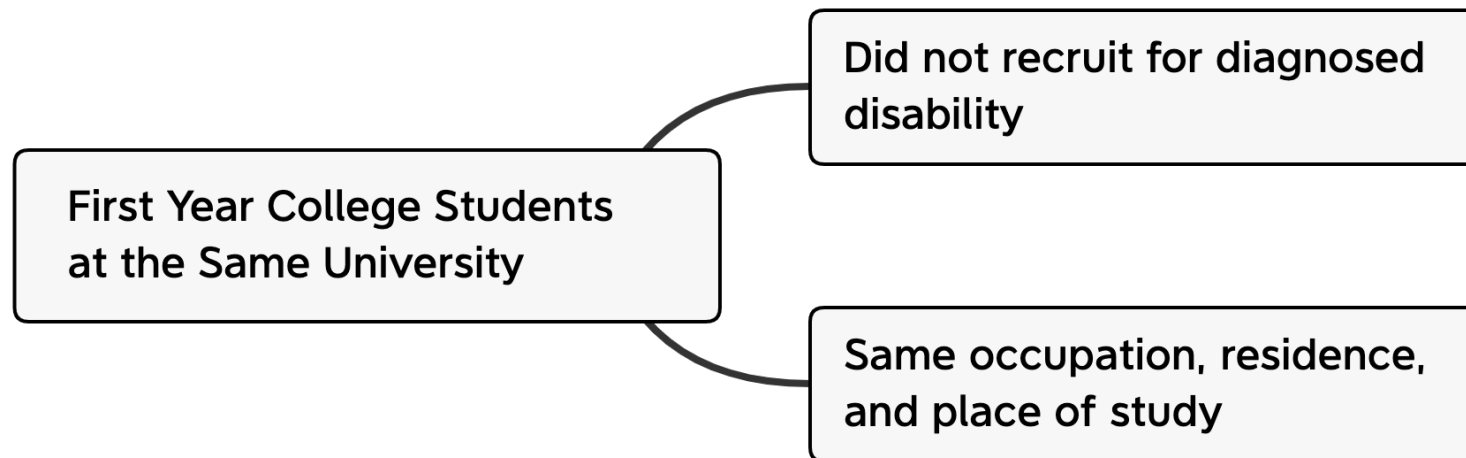 Did not recruit for diagnosed
disability
First Year College Students
at the Same University
Same occupation, residence,
and place of study